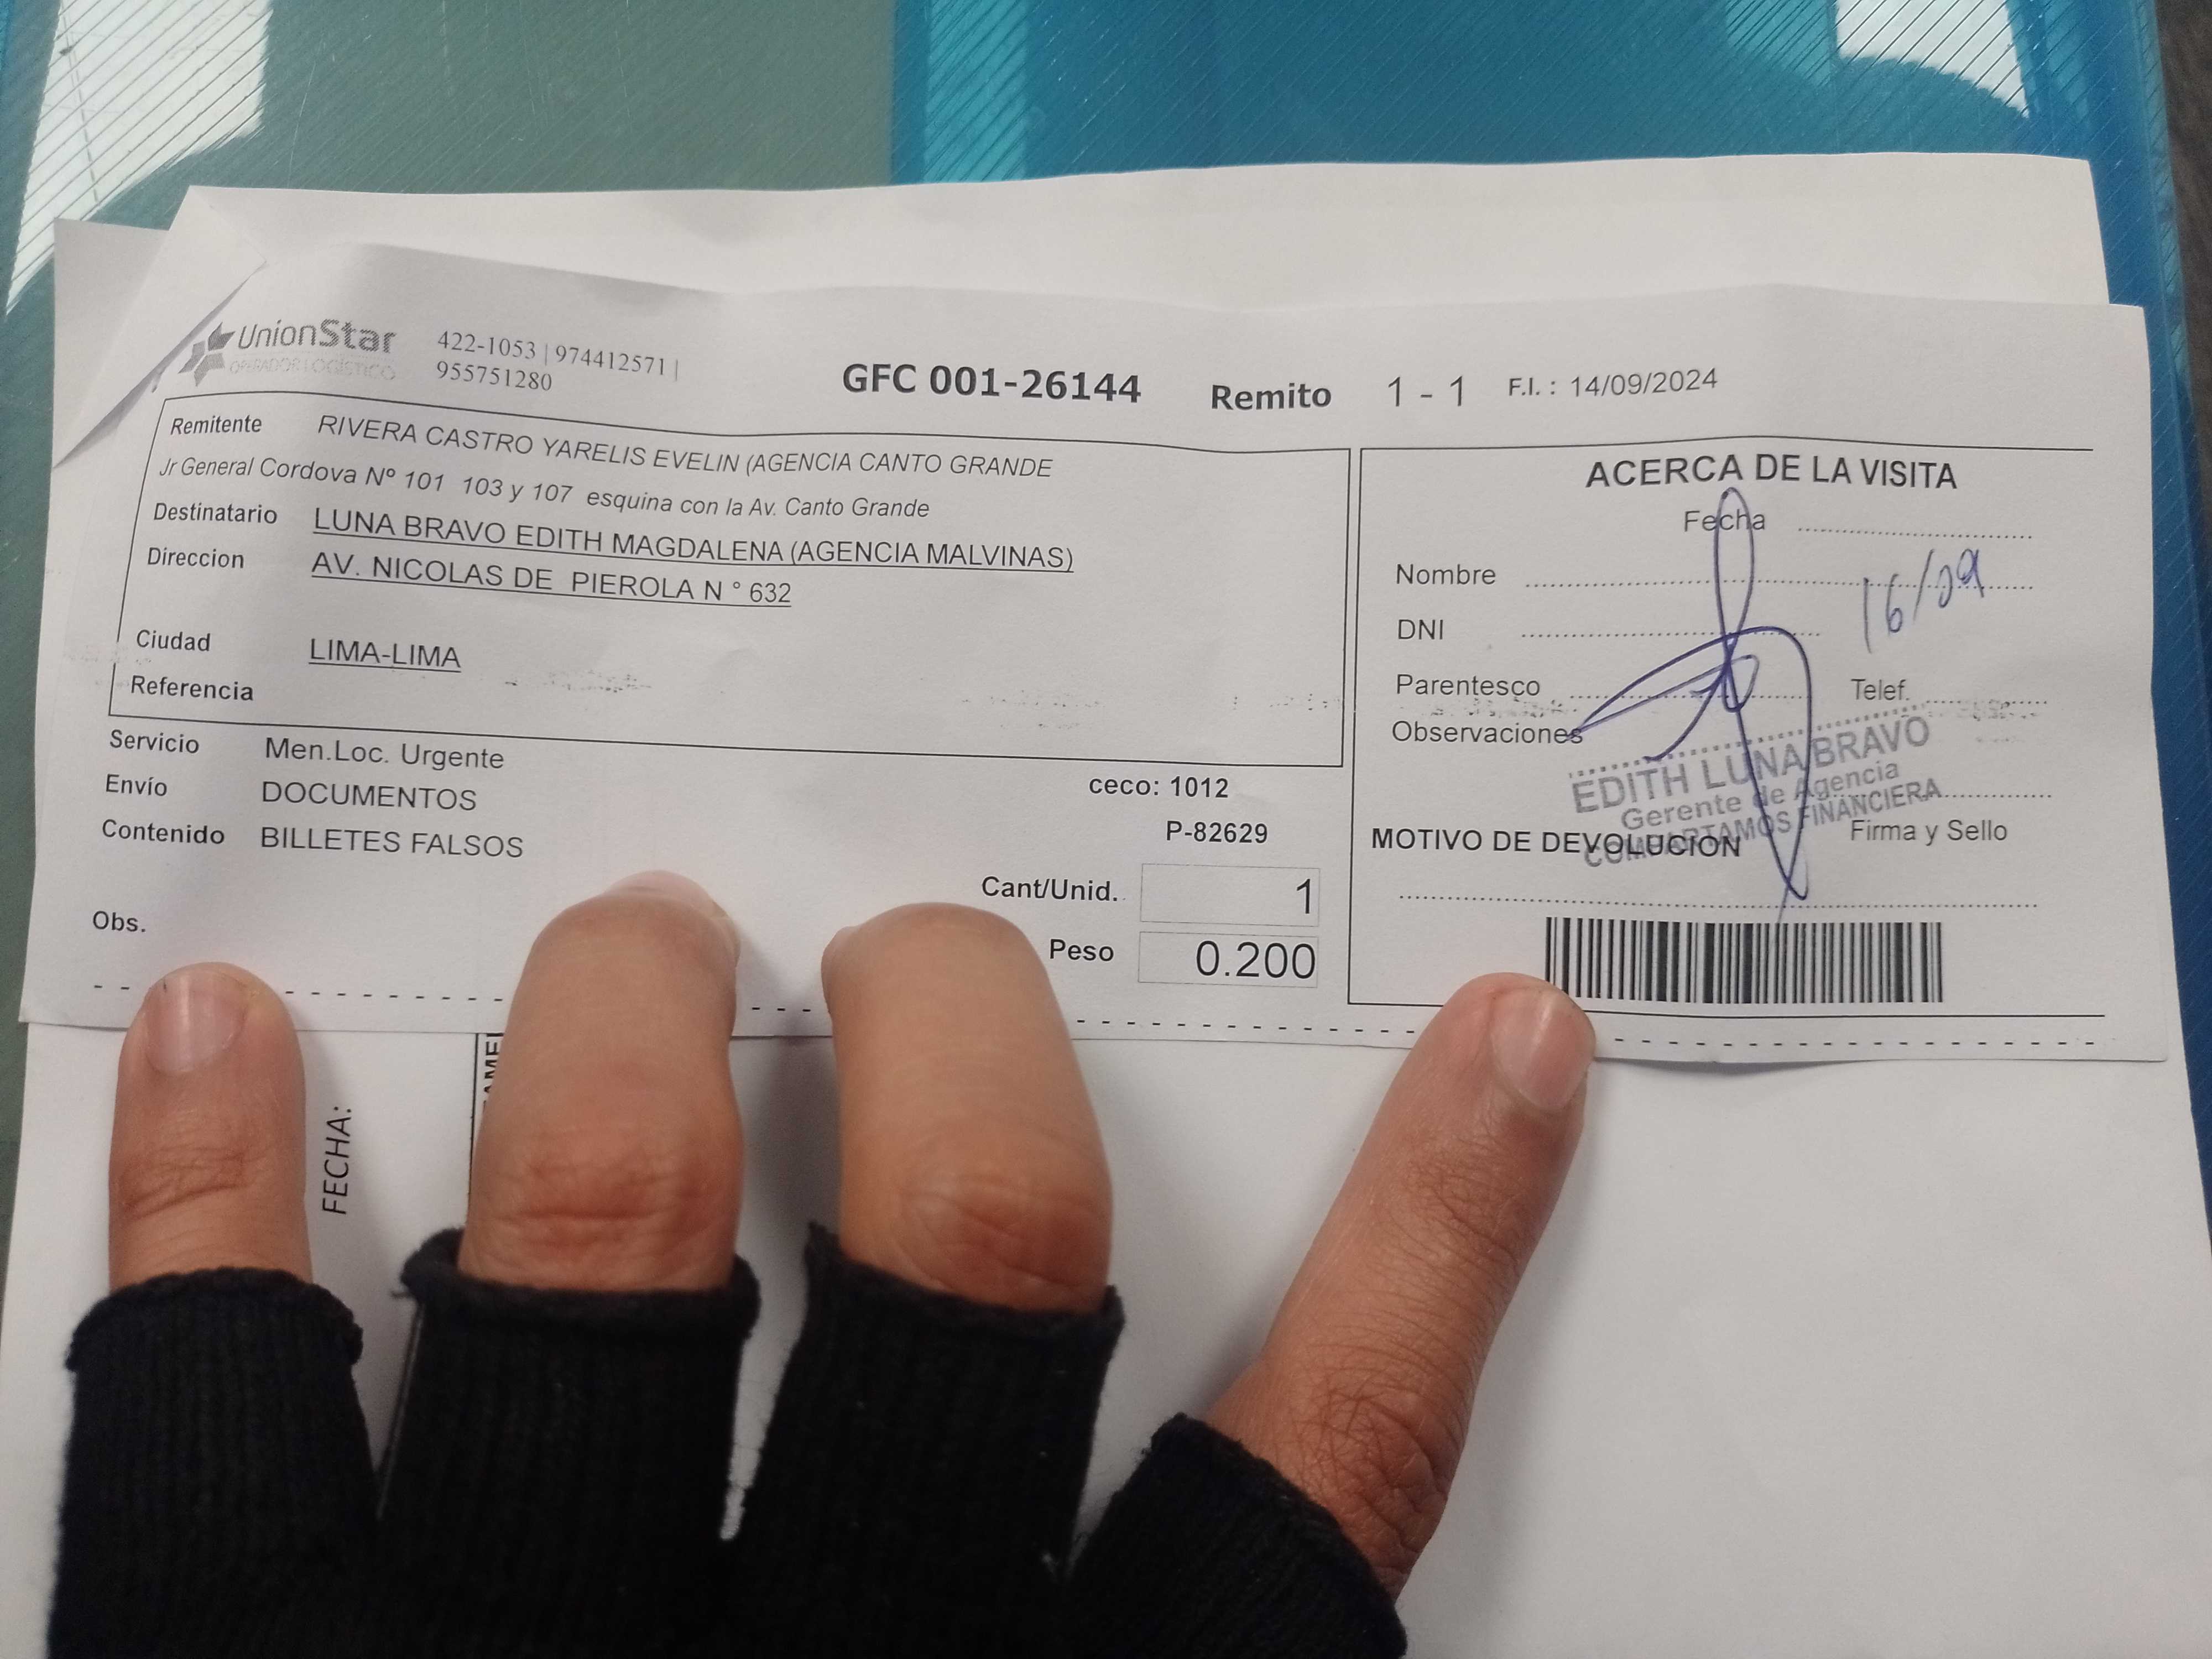 UnionStar
OPERADOR LOGÍSTICO
422-1053 | 974412571 |
955751280
GFC 001-26144
Remito 1 - 1 F.I. : 14/09/2024
Remitente RIVERA CASTRO YARELIS EVELIN (AGENCIA CANTO GRANDE
Jr General Cordova Nº 101 103 y 107 esquina con la Av. Canto Grande
Destinatario LUNA BRAVO EDITH MAGDALENA (AGENCIA MALVINAS)
Direccion AV. NICOLAS DE PIEROLA N ° 632
Ciudad LIMA-LIMA
Referencia
Servicio Men.Loc. Urgente
Envío DOCUMENTOS
Contenido BILLETES FALSOS
Obs.
ceco: 1012
P-82629
Cant/Unid. 1
Peso 0.200
ACERCA DE LA VISITA
Fecha
Nombre
16/09
DNI
Parentesco Telef.
Observaciones
EDITH LUNA BRAVO
Gerente de Agencia
COMPARTAMOS FINANCIERA
Firma y Sello
MOTIVO DE DEVOLUCION
FECHA: